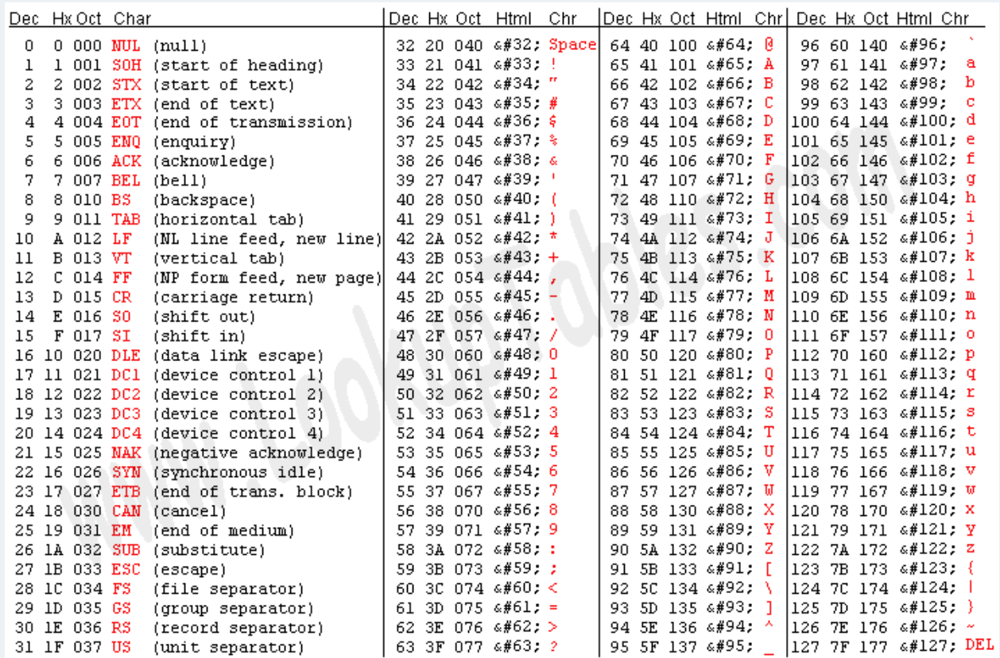 Dec Hx Oct Char Dec Hx Oct Html Chr Dec Hx Oct Html Chr Dec Hx Oct Html Chr
0 0 000 NUL (null) 32 20 040 &#32; Space 64 40 100 &#64; @ 96 60 140 &#96; `
1 1 001 SOH (start of heading) 33 21 041 &#33; ! 65 41 101 &#65; A 97 61 141 &#97; a
2 2 002 STX (start of text) 34 22 042 &#34; " 66 42 102 &#66; B 98 62 142 &#98; b
3 3 003 ETX (end of text) 35 23 043 &#35; # 67 43 103 &#67; C 99 63 143 &#99; c
4 4 004 EOT (end of transmission) 36 24 044 &#36; $ 68 44 104 &#68; D 100 64 144 &#100; d
5 5 005 ENQ (enquiry) 37 25 045 &#37; % 69 45 105 &#69; E 101 65 145 &#101; e
6 6 006 ACK (acknowledge) 38 26 046 &#38; & 70 46 106 &#70; F 102 66 146 &#102; f
7 7 007 BEL (bell) 39 27 047 &#39; ' 71 47 107 &#71; G 103 67 147 &#103; g
8 8 010 BS (backspace) 40 28 050 &#40; ( 72 48 110 &#72; H 104 68 150 &#104; h
9 9 011 TAB (horizontal tab) 41 29 051 &#41; ) 73 49 111 &#73; I 105 69 151 &#105; i
10 A 012 LF (NL line feed, new line) 42 2A 052 &#42; * 74 4A 112 &#74; J 106 6A 152 &#106; j
11 B 013 VT (vertical tab) 43 2B 053 &#43; + 75 4B 113 &#75; K 107 6B 153 &#107; k
12 C 014 FF (NP form feed, new page) 44 2C 054 &#44; , 76 4C 114 &#76; L 108 6C 154 &#108; l
13 D 015 CR (carriage return) 45 2D 055 &#45; - 77 4D 115 &#77; M 109 6D 155 &#109; m
14 E 016 SO (shift out) 46 2E 056 &#46; . 78 4E 116 &#78; N 110 6E 156 &#110; n
15 F 017 SI (shift in) 47 2F 057 &#47; / 79 4F 117 &#79; O 111 6F 157 &#111; o
16 10 020 DLE (data link escape) 48 30 060 &#48; 0 80 50 120 &#80; P 112 70 160 &#112; p
17 11 021 DC1 (device control 1) 49 31 061 &#49; 1 81 51 121 &#81; Q 113 71 161 &#113; q
18 12 022 DC2 (device control 2) 50 32 062 &#50; 2 82 52 122 &#82; R 114 72 162 &#114; r
19 13 023 DC3 (device control 3) 51 33 063 &#51; 3 83 53 123 &#83; S 115 73 163 &#115; s
20 14 024 DC4 (device control 4) 52 34 064 &#52; 4 84 54 124 &#84; T 116 74 164 &#116; t
21 15 025 NAK (negative acknowledge) 53 35 065 &#53; 5 85 55 125 &#85; U 117 75 165 &#117; u
22 16 026 SYN (synchronous idle) 54 36 066 &#54; 6 86 56 126 &#86; V 118 76 166 &#118; v
23 17 027 ETB (end of trans. block) 55 37 067 &#55; 7 87 57 127 &#87; W 119 77 167 &#119; w
24 18 030 CAN (cancel) 56 38 070 &#56; 8 88 58 130 &#88; X 120 78 170 &#120; x
25 19 031 EM (end of medium) 57 39 071 &#57; 9 89 59 131 &#89; Y 121 79 171 &#121; y
26 1A 032 SUB (substitute) 58 3A 072 &#58; : 90 5A 132 &#90; Z 122 7A 172 &#122; z
27 1B 033 ESC (escape) 59 3B 073 &#59; ; 91 5B 133 &#91; [ 123 7B 173 &#123; {
28 1C 034 FS (file separator) 60 3C 074 &#60; < 92 5C 134 &#92; \ 124 7C 174 &#124; |
29 1D 035 GS (group separator) 61 3D 075 &#61; = 93 5D 135 &#93; ] 125 7D 175 &#125; }
30 1E 036 RS (record separator) 62 3E 076 &#62; > 94 5E 136 &#94; ^ 126 7E 176 &#126; ~
31 1F 037 US (unit separator) 63 3F 077 &#63; ? 95 5F 137 &#95; _ 127 7F 177 &#127; DEL
www.LookupTables.com